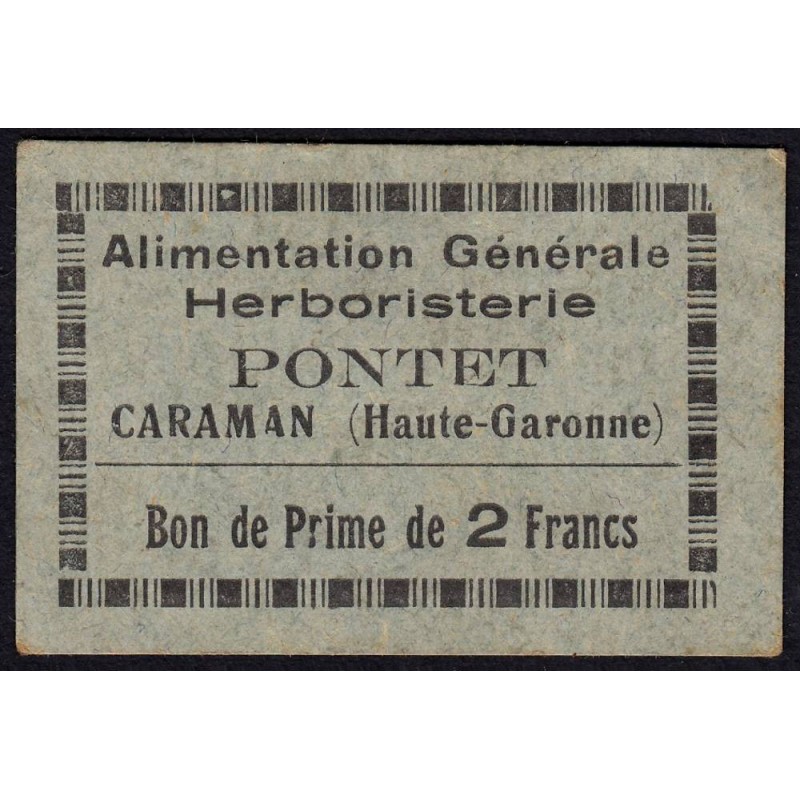 Alimentation Générale
Herboristerie
PONTET
CARAMAN (Haute-Garonne)
Bon de Prime de 2 Francs